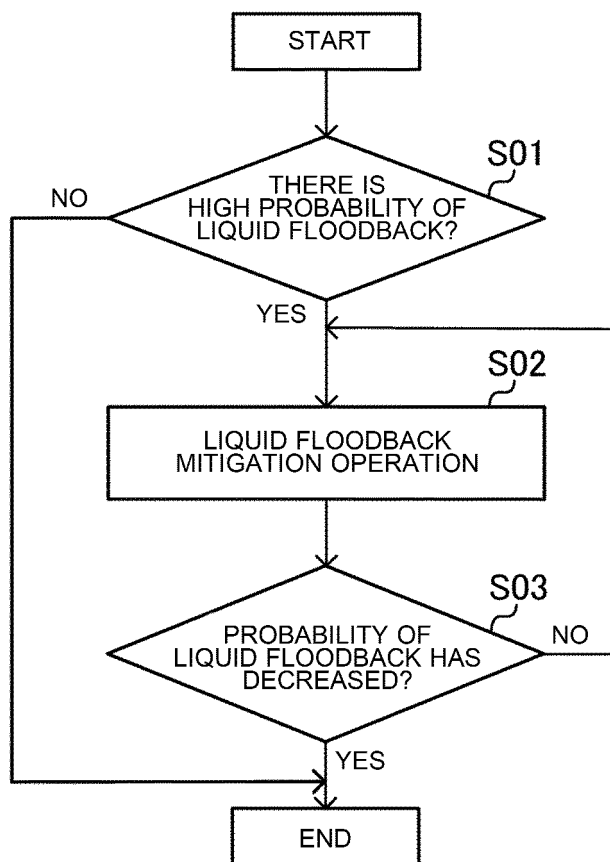 START
S01
THERE IS
HIGH PROBABILITY OF
LIQUID FLOODBACK?
NO
YES
S02
LIQUID FLOODBACK
MITIGATION OPERATION
S03
PROBABILITY OF
LIQUID FLOODBACK HAS
DECREASED?
NO
YES
END